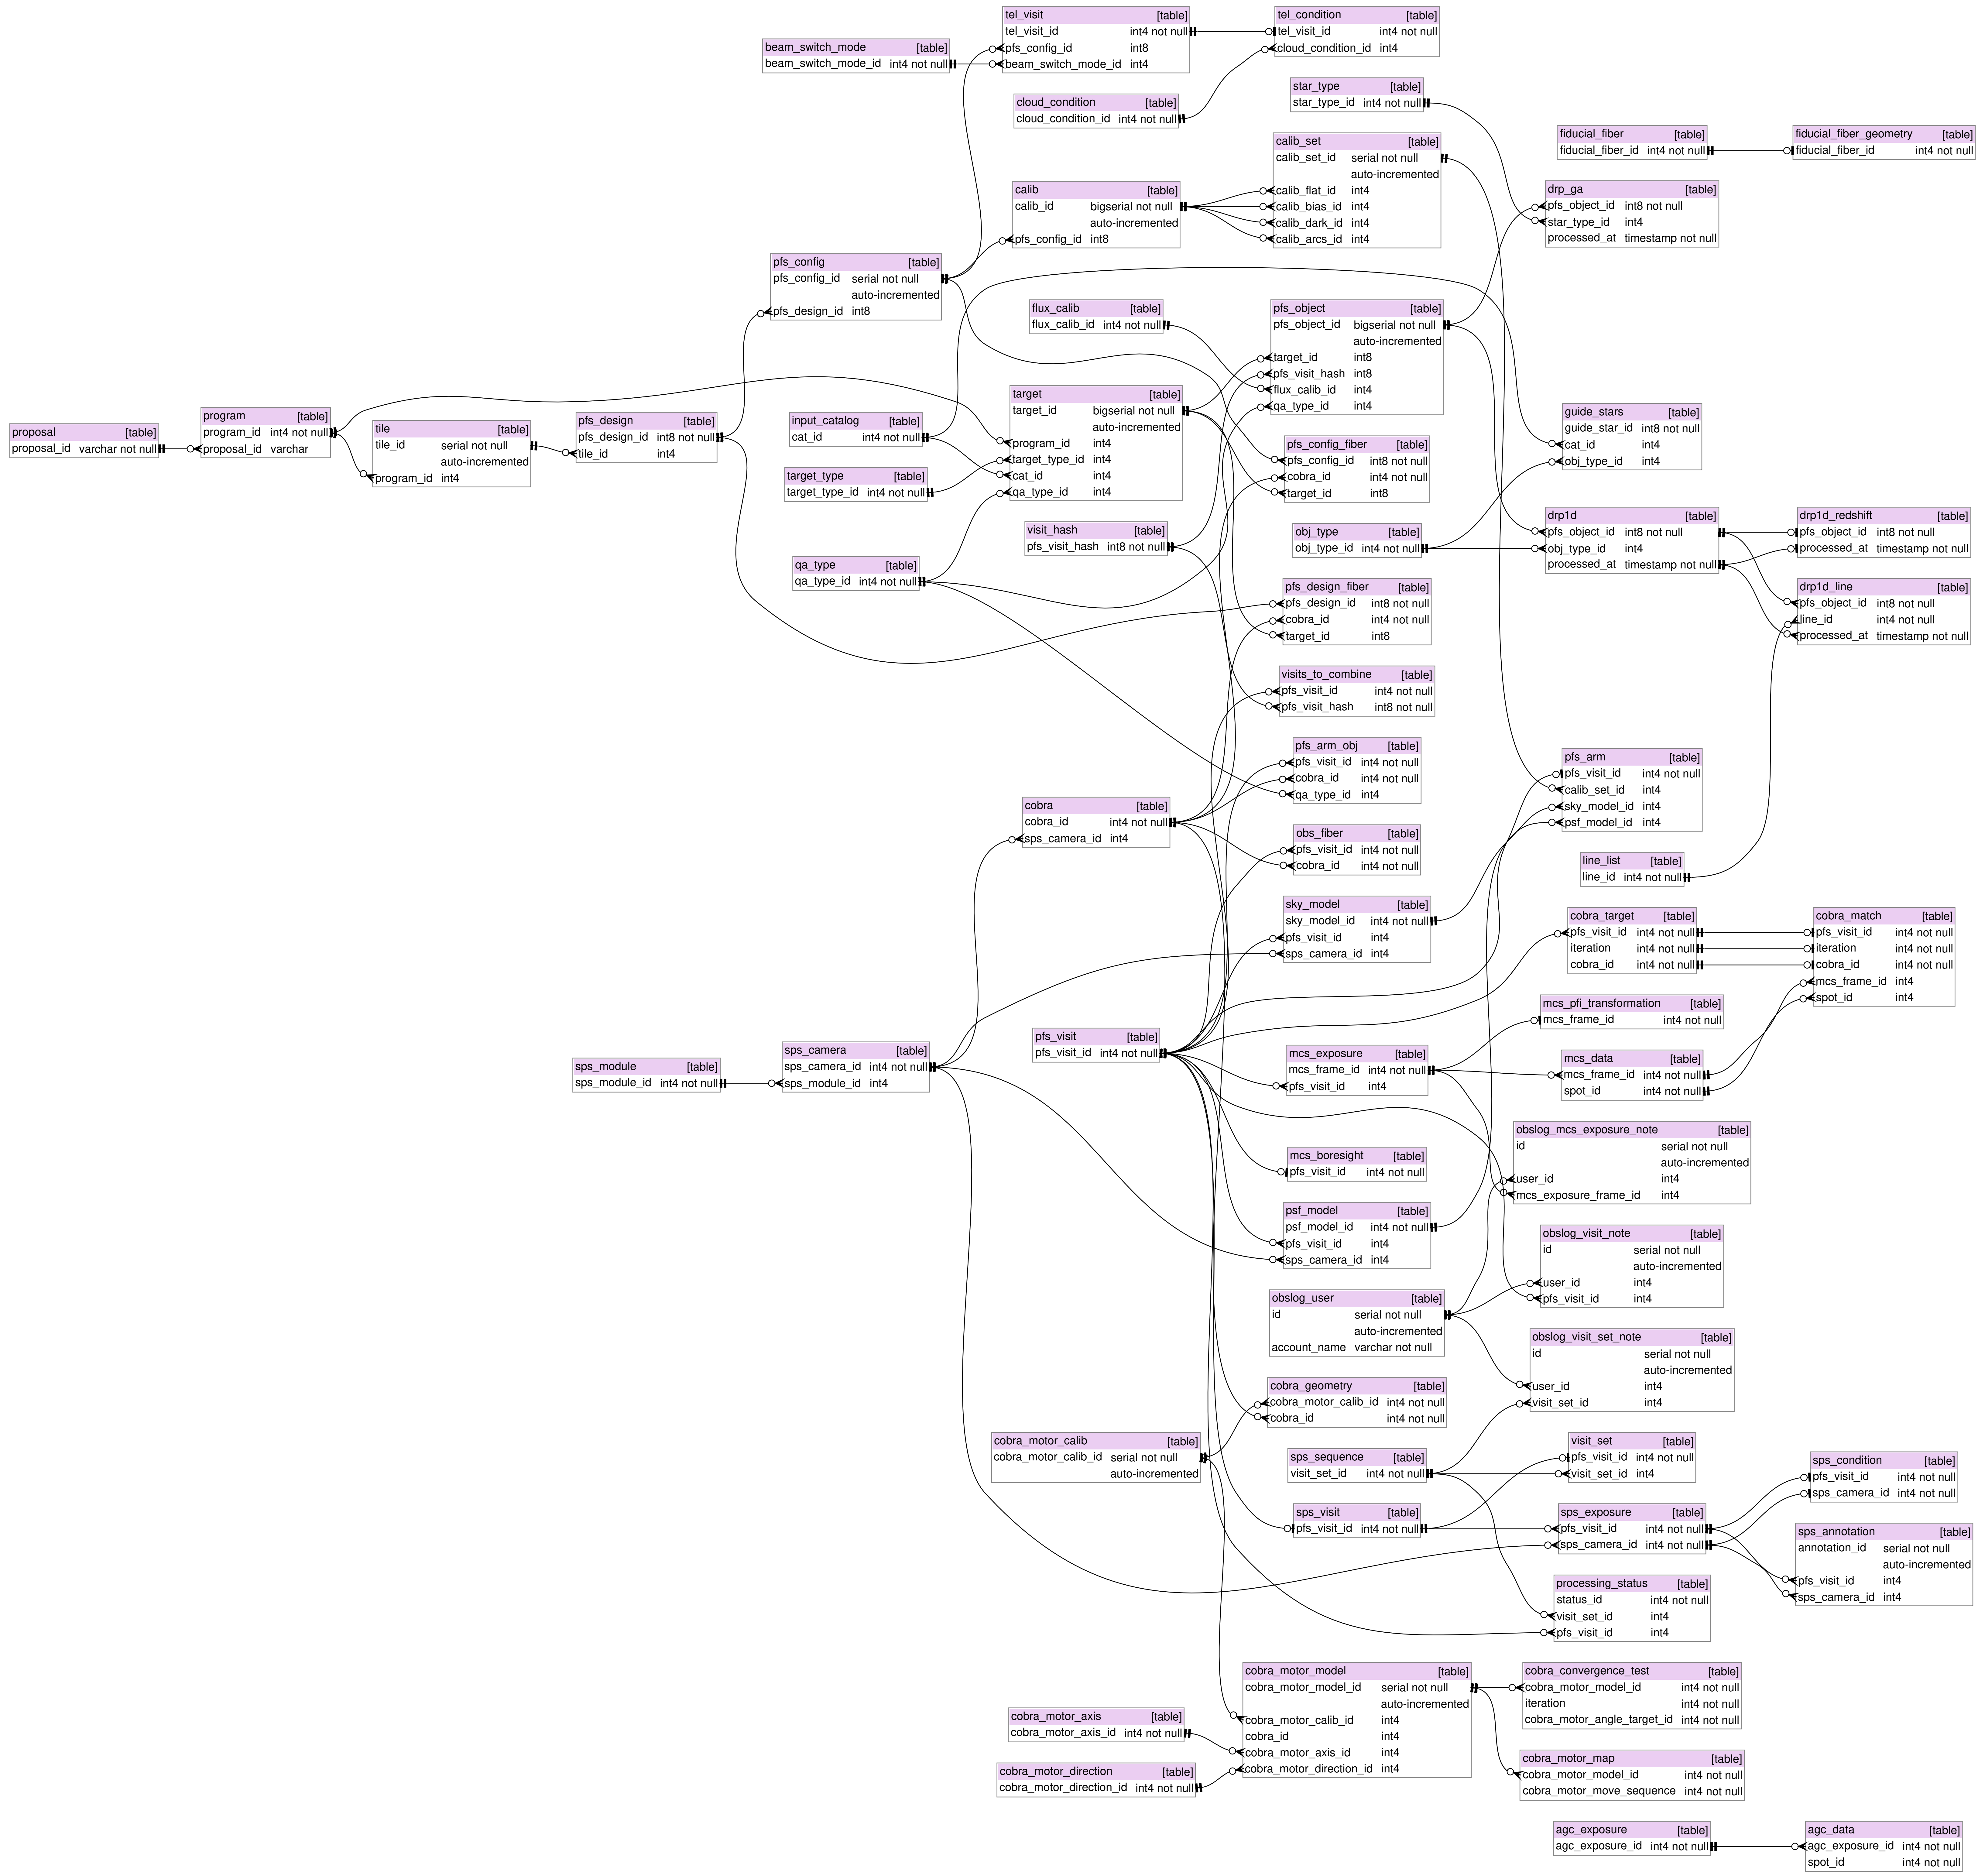 proposal [table]
proposal_id varchar not null
program [table]
program_id int4 not null
proposal_id varchar
tile [table]
tile_id serial not null
auto-incremented
program_id int4
pfs_design [table]
pfs_design_id int8 not null
tile_id int4
sps_module [table]
sps_module_id int4 not null
beam_switch_mode [table]
beam_switch_mode_id int4 not null
pfs_config [table]
pfs_config_id serial not null
auto-incremented
pfs_design_id int8
input_catalog [table]
cat_id int4 not null
target_type [table]
target_type_id int4 not null
qa_type [table]
qa_type_id int4 not null
sps_camera [table]
sps_camera_id int4 not null
sps_module_id int4
tel_visit [table]
tel_visit_id int4 not null
pfs_config_id int8
beam_switch_mode_id int4
cloud_condition [table]
cloud_condition_id int4 not null
calib [table]
calib_id bigserial not null
auto-incremented
pfs_config_id int8
flux_calib [table]
flux_calib_id int4 not null
target [table]
target_id bigserial not null
auto-incremented
program_id int4
target_type_id int4
cat_id int4
qa_type_id int4
visit_hash [table]
pfs_visit_hash int8 not null
cobra [table]
cobra_id int4 not null
sps_camera_id int4
pfs_visit [table]
pfs_visit_id int4 not null
cobra_motor_calib [table]
cobra_motor_calib_id serial not null
auto-incremented
cobra_motor_axis [table]
cobra_motor_axis_id int4 not null
cobra_motor_direction [table]
cobra_motor_direction_id int4 not null
tel_condition [table]
tel_visit_id int4 not null
cloud_condition_id int4
star_type [table]
star_type_id int4 not null
calib_set [table]
calib_set_id serial not null
auto-incremented
calib_flat_id int4
calib_bias_id int4
calib_dark_id int4
calib_arcs_id int4
pfs_object [table]
pfs_object_id bigserial not null
auto-incremented
target_id int8
pfs_visit_hash int8
flux_calib_id int4
qa_type_id int4
pfs_config_fiber [table]
pfs_config_id int8 not null
cobra_id int4 not null
target_id int8
obj_type [table]
obj_type_id int4 not null
pfs_design_fiber [table]
pfs_design_id int8 not null
cobra_id int4 not null
target_id int8
visits_to_combine [table]
pfs_visit_id int4 not null
pfs_visit_hash int8 not null
pfs_arm_obj [table]
pfs_visit_id int4 not null
cobra_id int4 not null
qa_type_id int4
obs_fiber [table]
pfs_visit_id int4 not null
cobra_id int4 not null
sky_model [table]
sky_model_id int4 not null
pfs_visit_id int4
sps_camera_id int4
mcs_exposure [table]
mcs_frame_id int4 not null
pfs_visit_id int4
mcs_boresight [table]
pfs_visit_id int4 not null
psf_model [table]
psf_model_id int4 not null
pfs_visit_id int4
sps_camera_id int4
obslog_user [table]
id serial not null
auto-incremented
account_name varchar not null
cobra_geometry [table]
cobra_motor_calib_id int4 not null
cobra_id int4 not null
sps_sequence [table]
visit_set_id int4 not null
sps_visit [table]
pfs_visit_id int4 not null
cobra_motor_model [table]
cobra_motor_model_id serial not null
auto-incremented
cobra_motor_calib_id int4
cobra_id int4
cobra_motor_axis_id int4
cobra_motor_direction_id int4
fiducial_fiber [table]
fiducial_fiber_id int4 not null
drp_ga [table]
pfs_object_id int8 not null
star_type_id int4
processed_at timestamp not null
guide_stars [table]
guide_star_id int8 not null
cat_id int4
obj_type_id int4
drp1d [table]
pfs_object_id int8 not null
obj_type_id int4
processed_at timestamp not null
pfs_arm [table]
pfs_visit_id int4 not null
calib_set_id int4
sky_model_id int4
psf_model_id int4
line_list [table]
line_id int4 not null
cobra_target [table]
pfs_visit_id int4 not null
iteration int4 not null
cobra_id int4 not null
mcs_pfi_transformation [table]
mcs_frame_id int4 not null
mcs_data [table]
mcs_frame_id int4 not null
spot_id int4 not null
obslog_mcs_exposure_note [table]
id serial not null
auto-incremented
user_id int4
mcs_exposure_frame_id int4
obslog_visit_note [table]
id serial not null
auto-incremented
user_id int4
pfs_visit_id int4
obslog_visit_set_note [table]
id serial not null
auto-incremented
user_id int4
visit_set_id int4
visit_set [table]
pfs_visit_id int4 not null
visit_set_id int4
sps_exposure [table]
pfs_visit_id int4 not null
sps_camera_id int4 not null
processing_status [table]
status_id int4 not null
visit_set_id int4
pfs_visit_id int4
cobra_convergence_test [table]
cobra_motor_model_id int4 not null
iteration int4 not null
cobra_motor_angle_target_id int4 not null
cobra_motor_map [table]
cobra_motor_model_id int4 not null
cobra_motor_move_sequence int4 not null
agc_exposure [table]
agc_exposure_id int4 not null
fiducial_fiber_geometry [table]
fiducial_fiber_id int4 not null
drp1d_redshift [table]
pfs_object_id int8 not null
processed_at timestamp not null
drp1d_line [table]
pfs_object_id int8 not null
line_id int4 not null
processed_at timestamp not null
cobra_match [table]
pfs_visit_id int4 not null
iteration int4 not null
cobra_id int4 not null
mcs_frame_id int4
spot_id int4
sps_condition [table]
pfs_visit_id int4 not null
sps_camera_id int4 not null
sps_annotation [table]
annotation_id serial not null
auto-incremented
pfs_visit_id int4
sps_camera_id int4
agc_data [table]
agc_exposure_id int4 not null
spot_id int4 not null